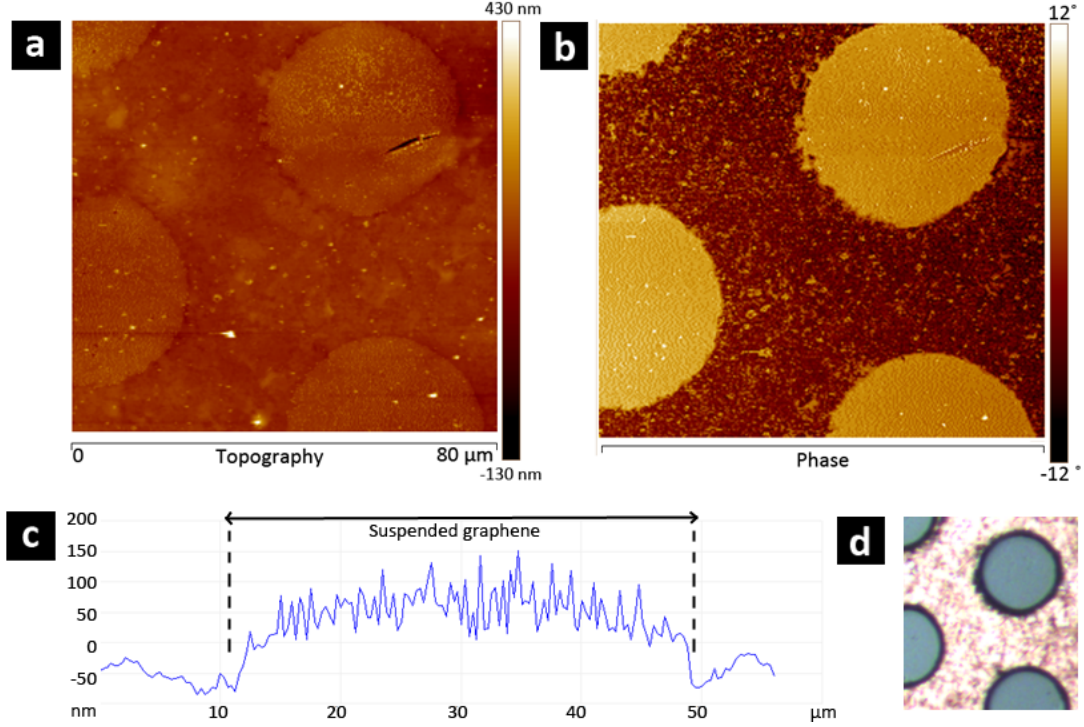 a
430 nm
b
12°
0
Topography
80 µm
-130 nm
Phase
-12 °
c
200
150
100
50
0
-50
nm
Suspended graphene
10
20
30
40
50
µm
d